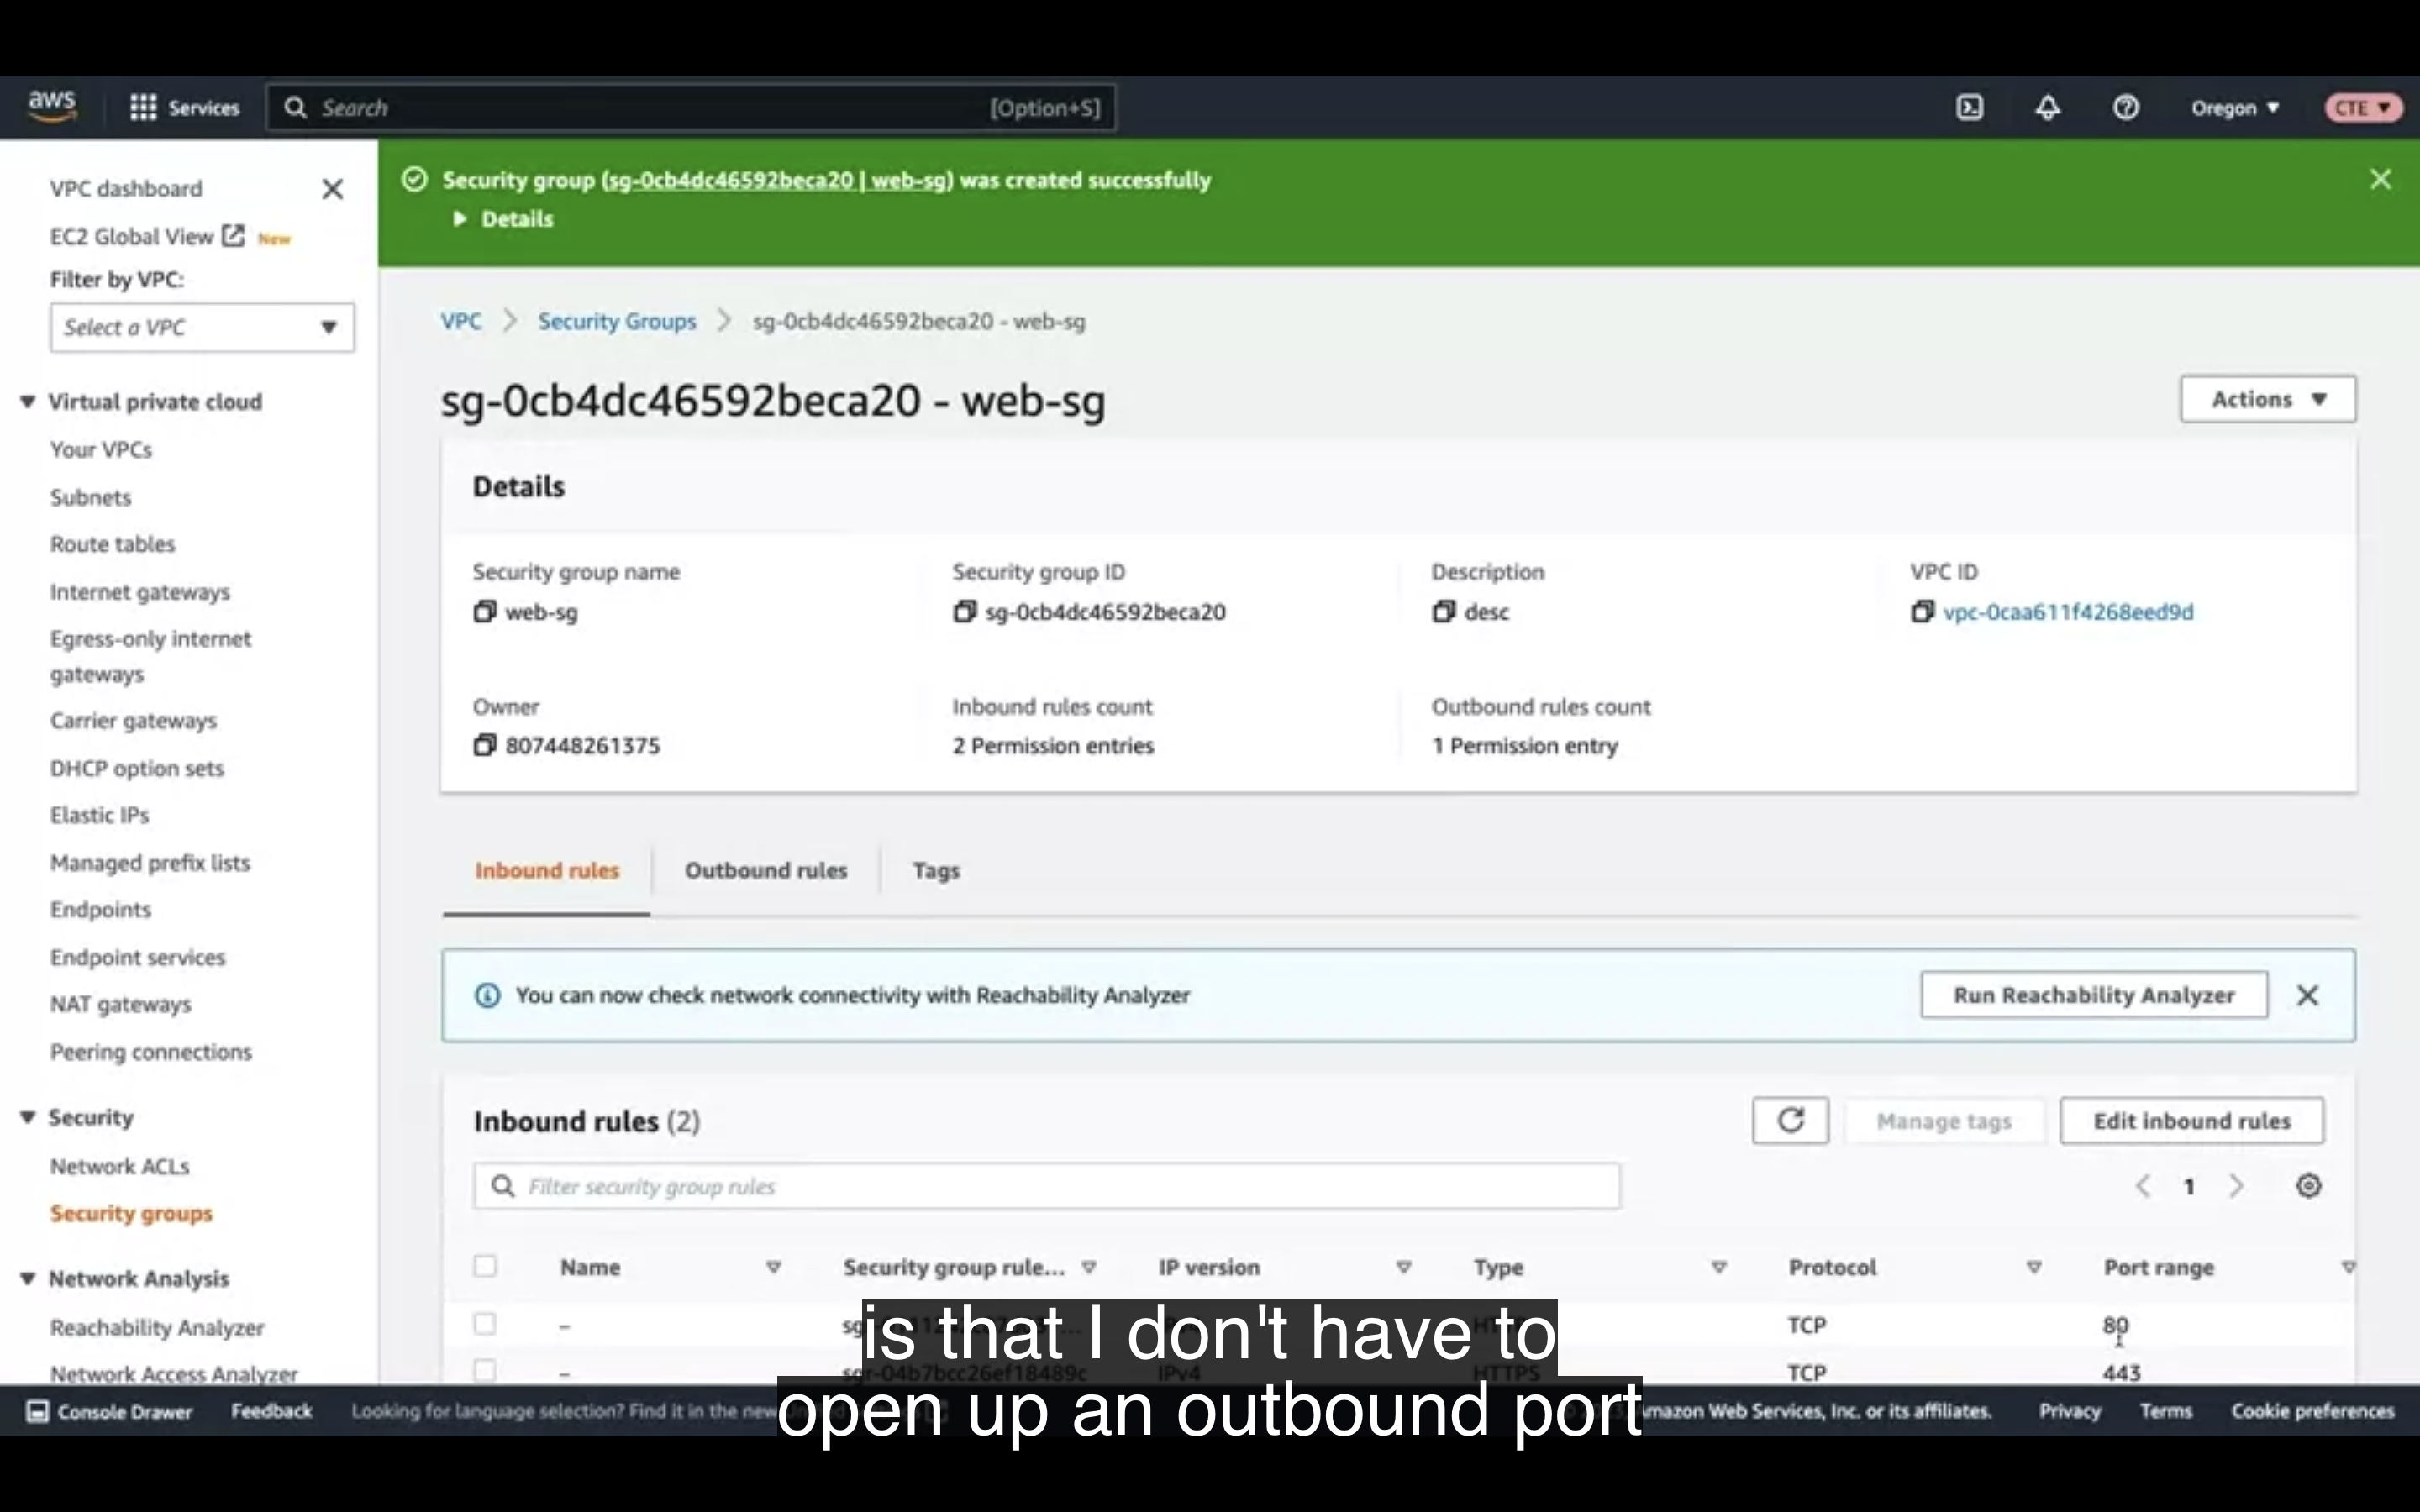 aws
Services
Search
[Option+S]
Oregon
CTE
VPC dashboard
EC2 Global View New
Filter by VPC:
Select a VPC
Virtual private cloud
Your VPCs
Subnets
Route tables
Internet gateways
Egress-only internet
gateways
Carrier gateways
DHCP option sets
Elastic IPs
Managed prefix lists
Endpoints
Endpoint services
NAT gateways
Peering connections
Security
Network ACLs
Security groups
Network Analysis
Reachability Analyzer
Network Access Analyzer
Security group (sg-0cb4dc46592beca20 | web-sg) was created successfully
Details
VPC > Security Groups > sg-0cb4dc46592beca20 - web-sg
sg-0cb4dc46592beca20 - web-sg
Actions
Details
Security group name
web-sg
Security group ID
sg-0cb4dc46592beca20
Description
desc
VPC ID
vpc-0caa611f4268eed9d
Owner
807448261375
Inbound rules count
2 Permission entries
Outbound rules count
1 Permission entry
Inbound rules
Outbound rules
Tags
You can now check network connectivity with Reachability Analyzer
Run Reachability Analyzer
Inbound rules (2)
Manage tags
Edit inbound rules
Filter security group rules
1
Name Security group rule... IP version Type Protocol Port range
– TCP 80
– sgr-04b7bcc26ef18489c IPv4 HTTPS TCP 443
is that I don't have to
open up an outbound port
Console Drawer
Feedback
Looking for language selection? Find it in the new
Amazon Web Services, Inc. or its affiliates.
Privacy
Terms
Cookie preferences